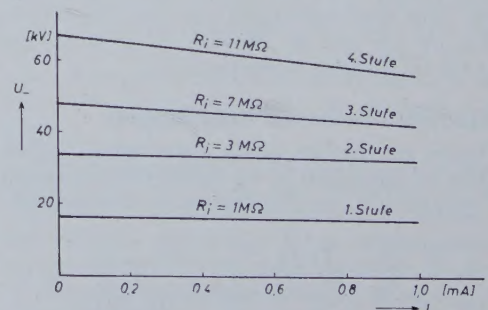 [kV]
60
U_
40
20
R_i = 11 MΩ
4. Stufe
R_i = 7 MΩ
3. Stufe
R_i = 3 MΩ
2. Stufe
R_i = 1 MΩ
1. Stufe
0 0,2 0,4 0,6 0,8 1,0 [mA]